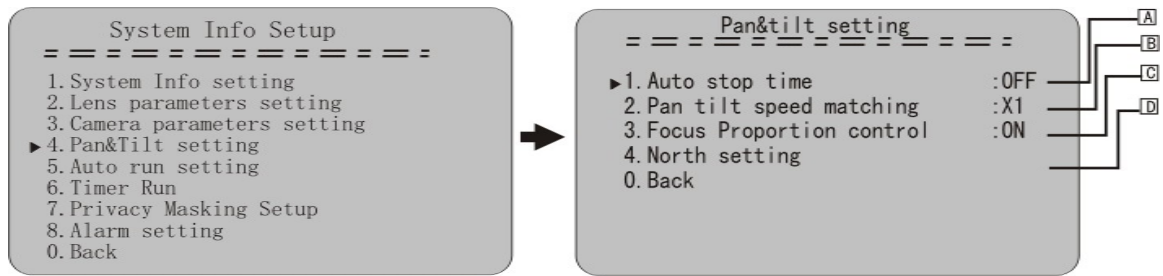 System Info Setup
1. System Info setting
2. Lens parameters setting
3. Camera parameters setting
4. Pan&Tilt setting
5. Auto run setting
6. Timer Run
7. Privacy Masking Setup
8. Alarm setting
0. Back
Pan&tilt setting
1. Auto stop time :OFF
2. Pan tilt speed matching :X1
3. Focus Proportion control :ON
4. North setting
0. Back
A
B
C
D